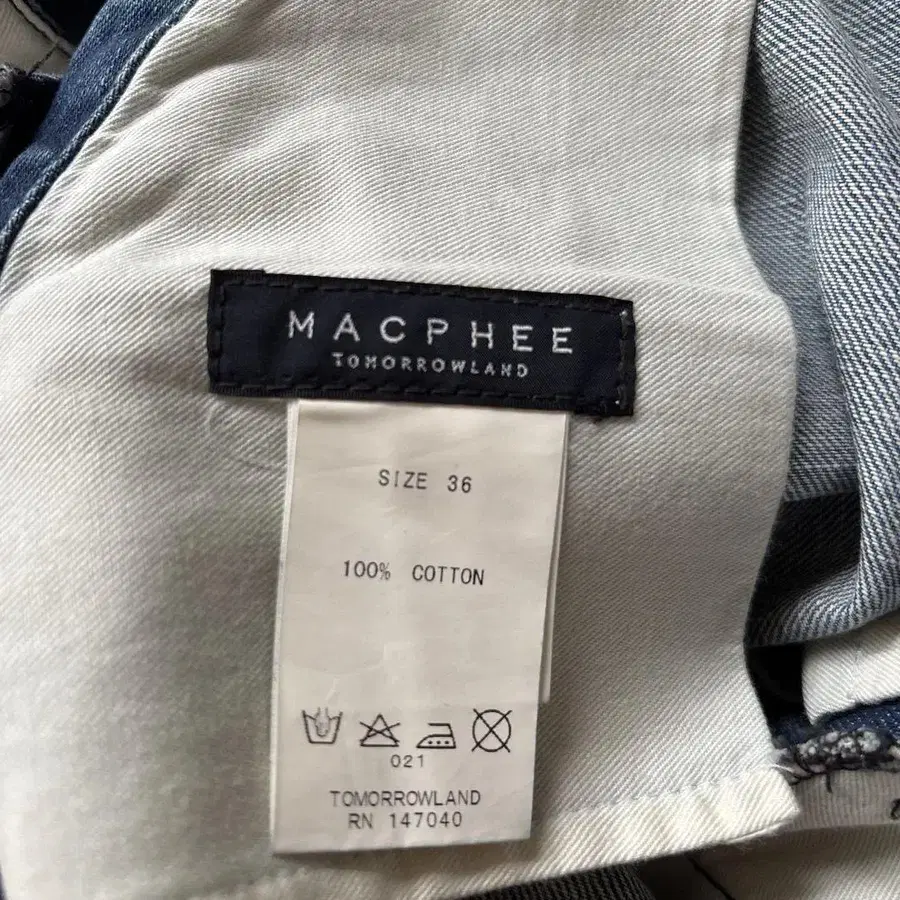 MACPHEE
TOMORROWLAND
SIZE 36
100% COTTON
021
TOMORROWLAND
RN 147040